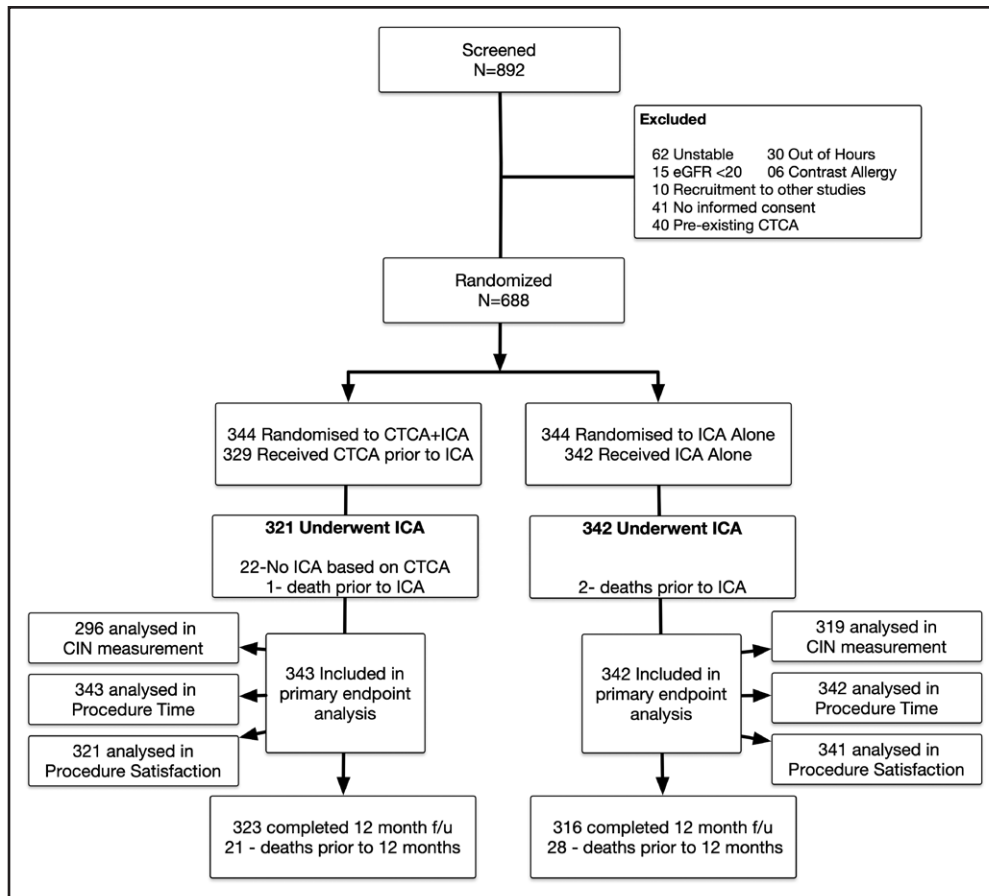 Screened
N=892
Excluded
62 Unstable 30 Out of Hours
15 eGFR <20 06 Contrast Allergy
10 Recruitment to other studies
41 No informed consent
40 Pre-existing CTCA
Randomized
N=688
344 Randomised to CTCA+ICA
329 Received CTCA prior to ICA
344 Randomised to ICA Alone
342 Received ICA Alone
321 Underwent ICA
22-No ICA based on CTCA
1- death prior to ICA
342 Underwent ICA
2- deaths prior to ICA
296 analysed in
CIN measurement
343 analysed in
Procedure Time
321 analysed in
Procedure Satisfaction
343 Included in
primary endpoint
analysis
342 Included in
primary endpoint
analysis
319 analysed in
CIN measurement
342 analysed in
Procedure Time
341 analysed in
Procedure Satisfaction
323 completed 12 month f/u
21 - deaths prior to 12 months
316 completed 12 month f/u
28 - deaths prior to 12 months